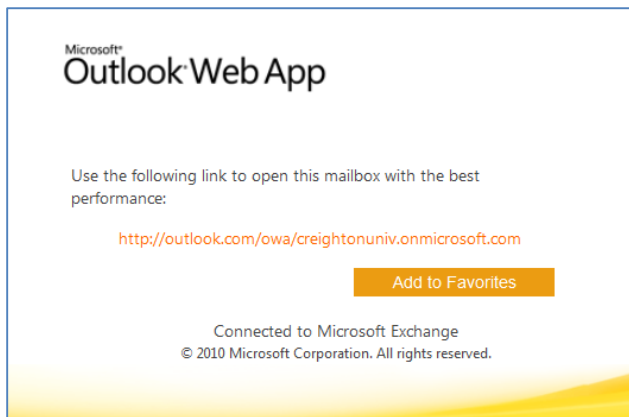 Microsoft®
Outlook® Web App
Use the following link to open this mailbox with the best
performance:
http://outlook.com/owa/creightonuniv.onmicrosoft.com
Add to Favorites
Connected to Microsoft Exchange
© 2010 Microsoft Corporation. All rights reserved.